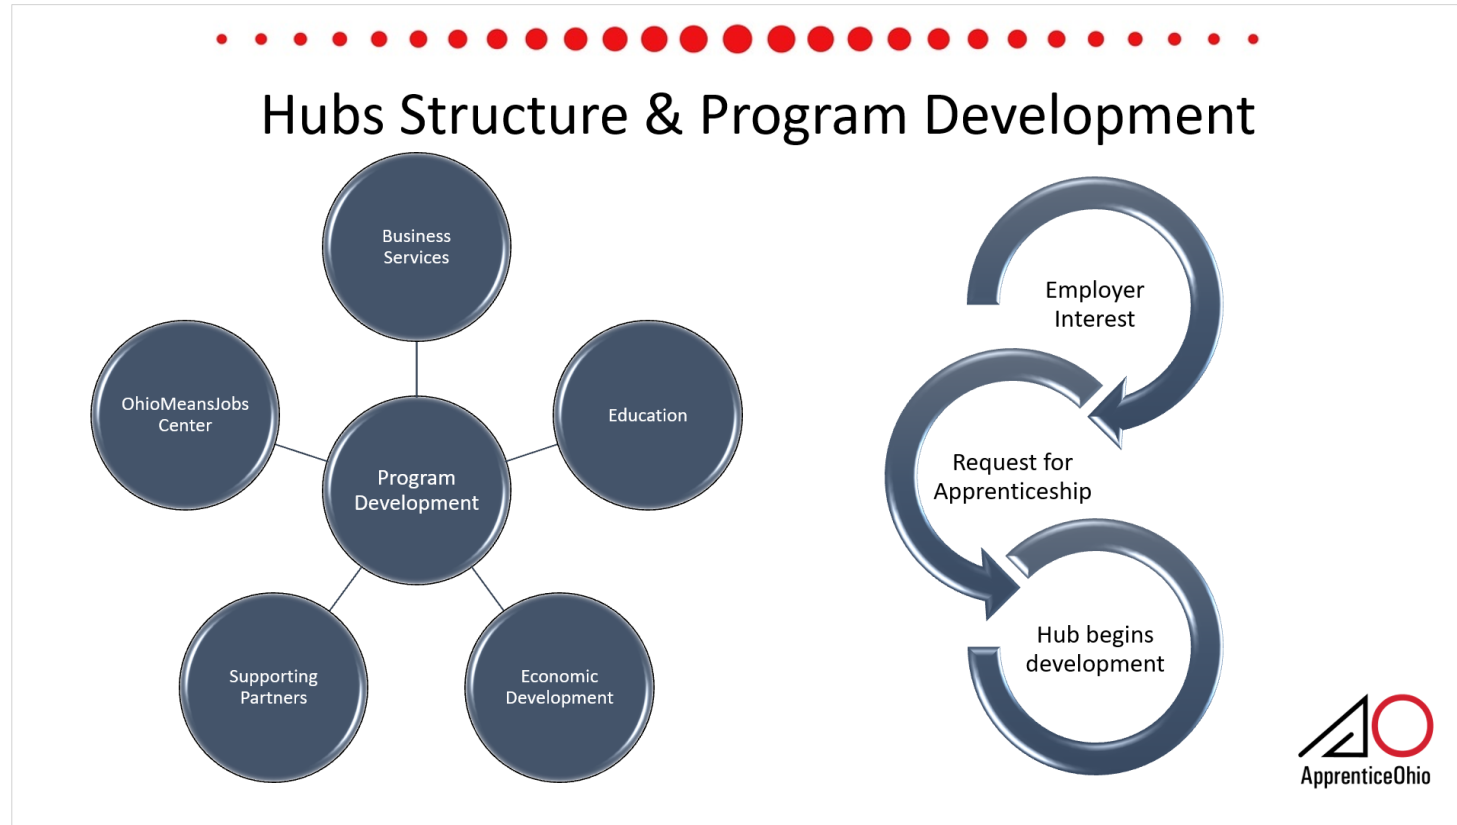 Hubs Structure & Program Development
Business
Services
OhioMeansJobs
Center
Education
Program
Development
Supporting
Partners
Economic
Development
Employer
Interest
Request for
Apprenticeship
Hub begins
development
ApprenticeOhio